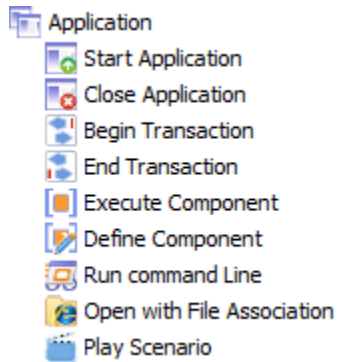 Application
Start Application
Close Application
Begin Transaction
End Transaction
Execute Component
Define Component
Run command Line
Open with File Association
Play Scenario